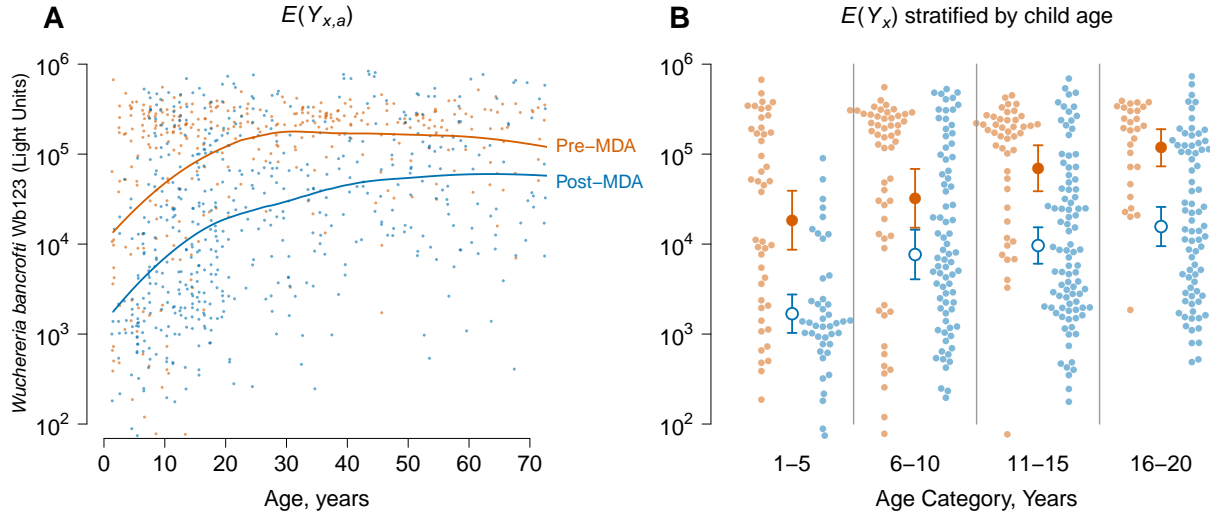 A
E(Yx,a)
Wuchereria bancrofti Wb123 (Light Units)
10^6
10^5
10^4
10^3
10^2
Pre−MDA
Post−MDA
0 10 20 30 40 50 60 70
Age, years
B
E(Yx) stratified by child age
10^6
10^5
10^4
10^3
10^2
1−5 6−10 11−15 16−20
Age Category, Years